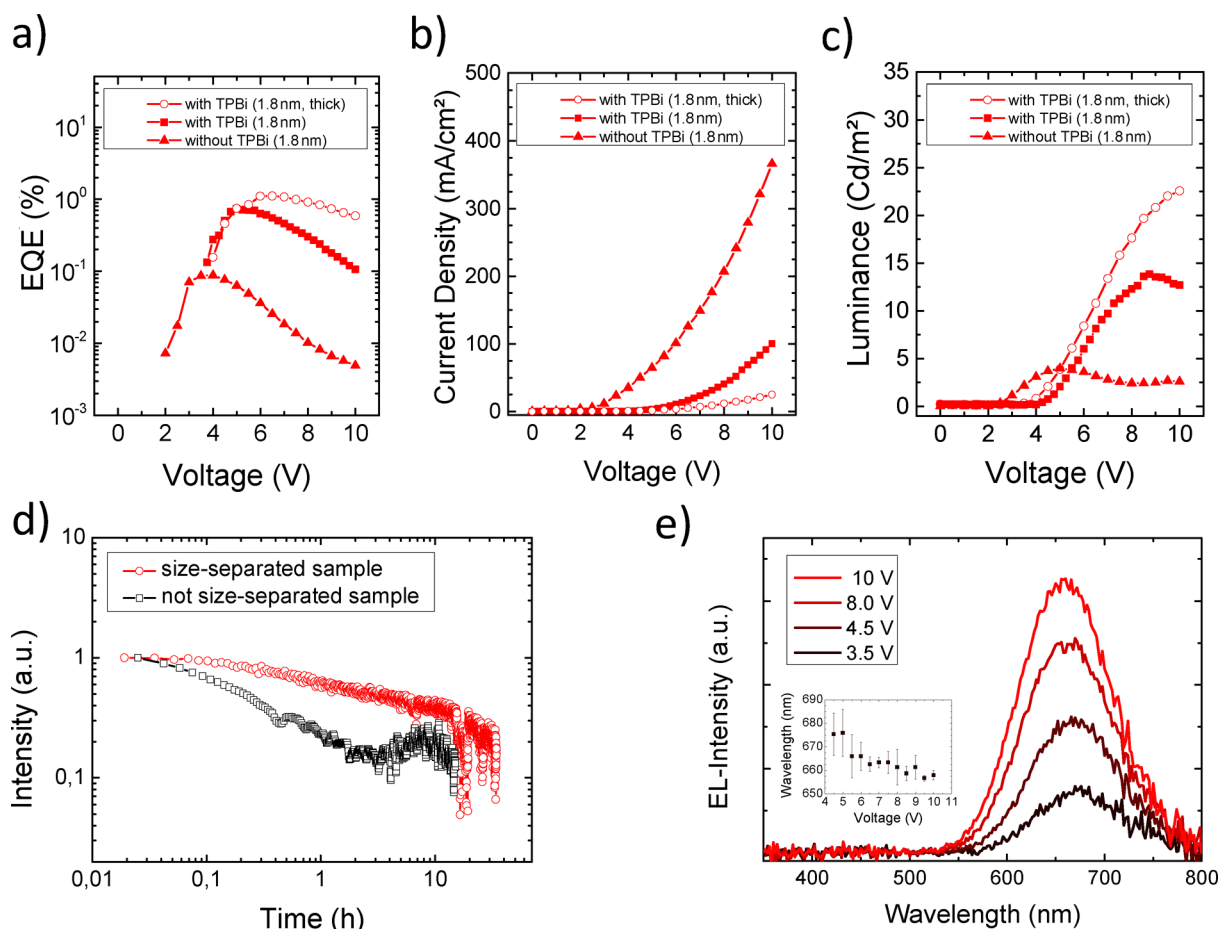 a)
EQE (%)
10¹
10⁰
10⁻¹
10⁻²
10⁻³
with TPBi (1.8 nm, thick)
with TPBi (1.8 nm)
without TPBi (1.8 nm)
0 2 4 6 8 10
Voltage (V)
b)
Current Density (mA/cm²)
500
400
300
200
100
0
with TPBi (1.8 nm, thick)
with TPBi (1.8 nm)
without TPBi (1.8 nm)
0 2 4 6 8 10
Voltage (V)
c)
Luminance (Cd/m²)
35
30
25
20
15
10
5
0
with TPBi (1.8 nm, thick)
with TPBi (1.8 nm)
without TPBi (1.8 nm)
0 2 4 6 8 10
Voltage (V)
d)
Intensity (a.u.)
10
1
0,1
size-separated sample
not size-separated sample
0,01 0,1 1 10
Time (h)
e)
EL-Intensity (a.u.)
10 V
8.0 V
4.5 V
3.5 V
Wavelength (nm)
690
680
670
660
650
4 5 6 7 8 9 10 11
Voltage (V)
400 500 600 700 800
Wavelength (nm)